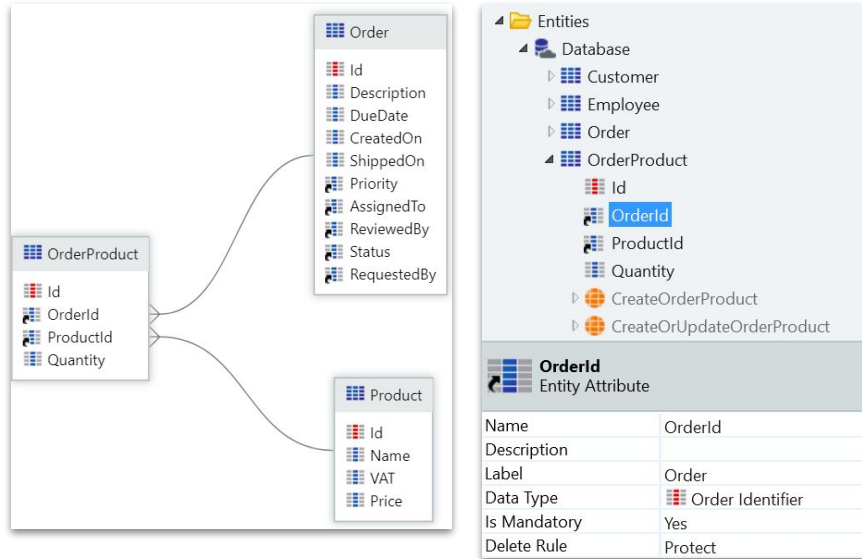 Order
Id
Description
DueDate
CreatedOn
ShippedOn
Priority
AssignedTo
ReviewedBy
Status
RequestedBy
OrderProduct
Id
OrderId
ProductId
Quantity
Product
Id
Name
VAT
Price
Entities
Database
Customer
Employee
Order
OrderProduct
Id
OrderId
ProductId
Quantity
CreateOrderProduct
CreateOrUpdateOrderProduct
OrderId
Entity Attribute
Name OrderId
Description
Label Order
Data Type Order Identifier
Is Mandatory Yes
Delete Rule Protect